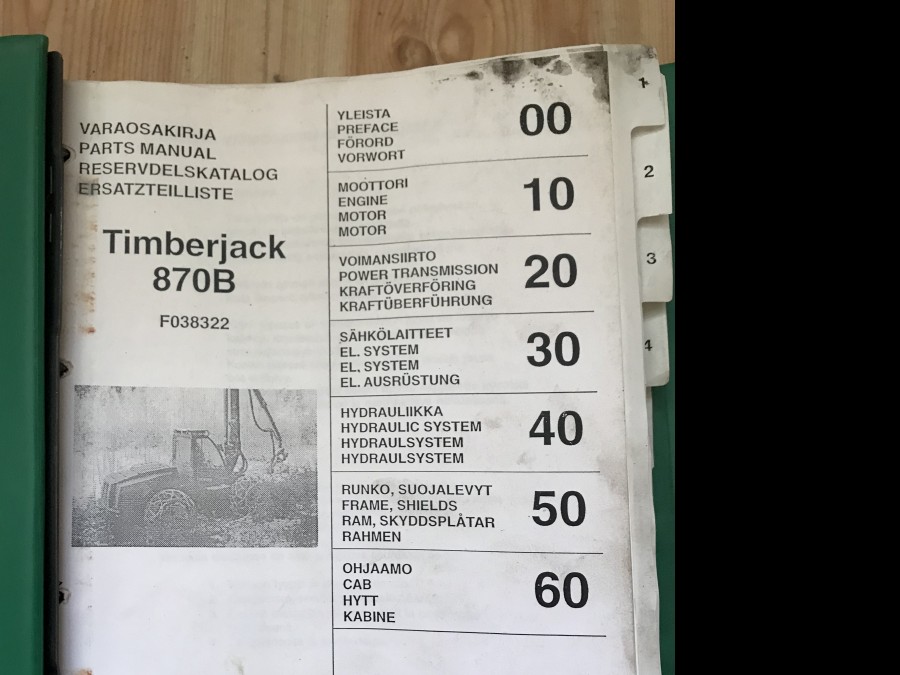 VARAOSAKIRJA
PARTS MANUAL
RESERVDELSKATALOG
ERSATZTEILLISTE
Timberjack
870B
F038322
YLEISTA
PREFACE
FÖRORD
VORWORT
00
MOOTTORI
ENGINE
MOTOR
MOTOR
10
VOIMANSIIRTO
POWER TRANSMISSION
KRAFTÖVERFÖRING
KRAFTÜBERFÜHRUNG
20
SÄHKÖLAITTEET
EL. SYSTEM
EL. SYSTEM
EL. AUSRÜSTUNG
30
HYDRAULIIKKA
HYDRAULIC SYSTEM
HYDRAULSYSTEM
HYDRAULSYSTEM
40
RUNKO, SUOJALEVYT
FRAME, SHIELDS
RAM, SKYDDSPLÅTAR
RAHMEN
50
OHJAAMO
CAB
HYTT
KABINE
60
1
2
3
4